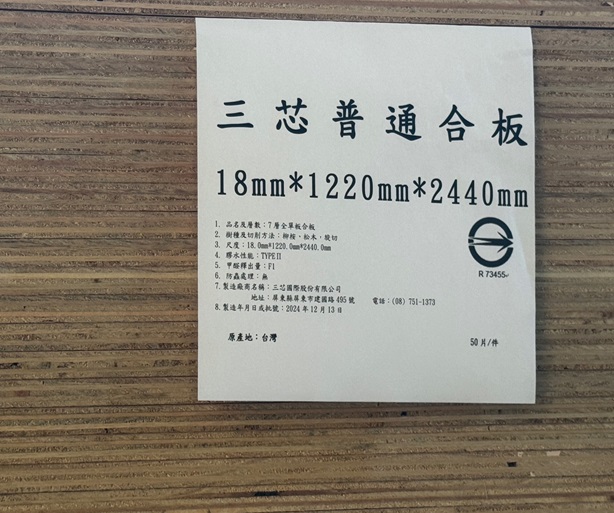 三芯普通合板
18mm*1220mm*2440mm
1. 品名及層數：7層全單板合板
2. 樹種及切削方法：柳桉、松木、旋切
3. 尺度：18.0mm*1220.0mm*2440.0mm
4. 膠水性能：TYPEⅡ
5. 甲醛釋出量：F1
6. 防蟲處理：無
7.製造廠商名稱：三芯國際股份有限公司
地址：屏東縣屏東市建國路495號 電話：(08) 751-1373
8.製造年月日或批號：2024年12月13日
R 73455
原產地：台灣
50片/件